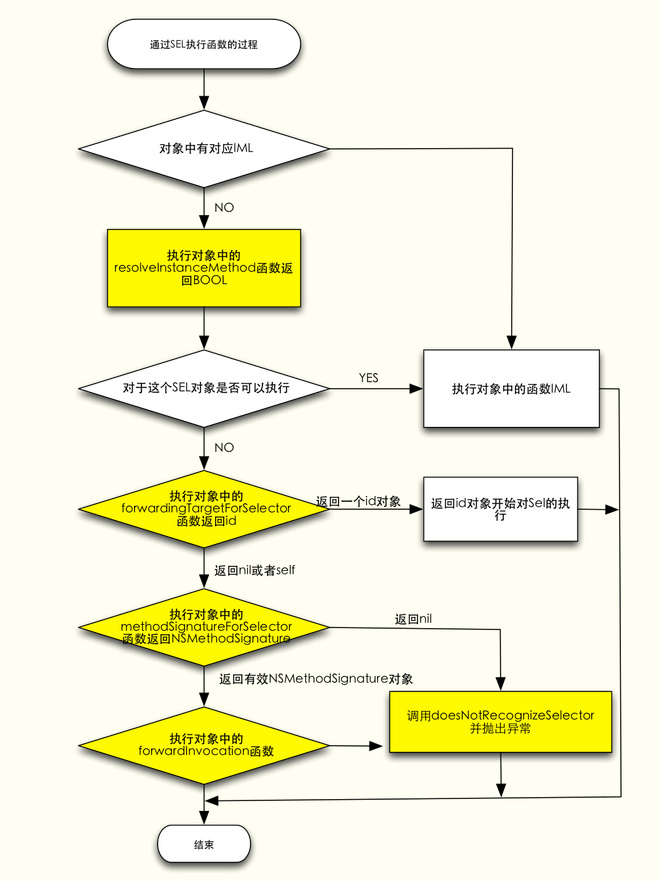 通过SEL执行函数的过程
对象中有对应IML
NO
执行对象中的
resolveInstanceMethod函数返
回BOOL
对于这个SEL对象是否可以执行
YES
执行对象中的函数IML
NO
执行对象中的
forwardingTargetForSelector
函数返回id
返回一个id对象
返回id对象开始对Sel的执
行
返回nil或者self
执行对象中的
methodSignatureForSelector
函数返回NSMethodSignature
返回nil
返回有效NSMethodSignature对象
调用doesNotRecognizeSelector
并抛出异常
执行对象中的
forwardInvocation函数
结束